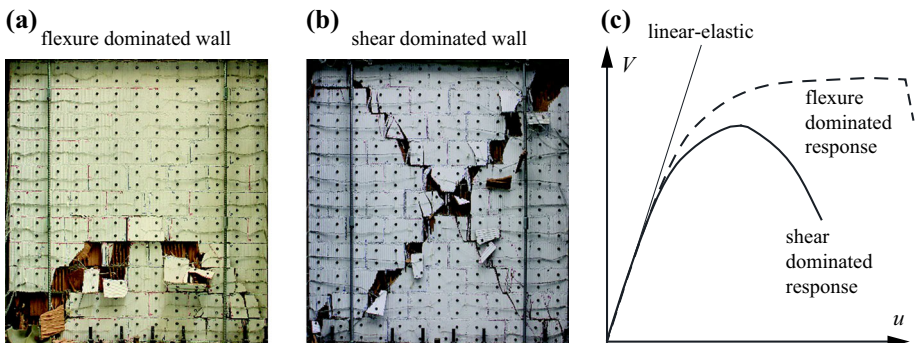 (a)
flexure dominated wall
(b)
shear dominated wall
(c)
linear-elastic
V
flexure
dominated
response
shear
dominated
response
u